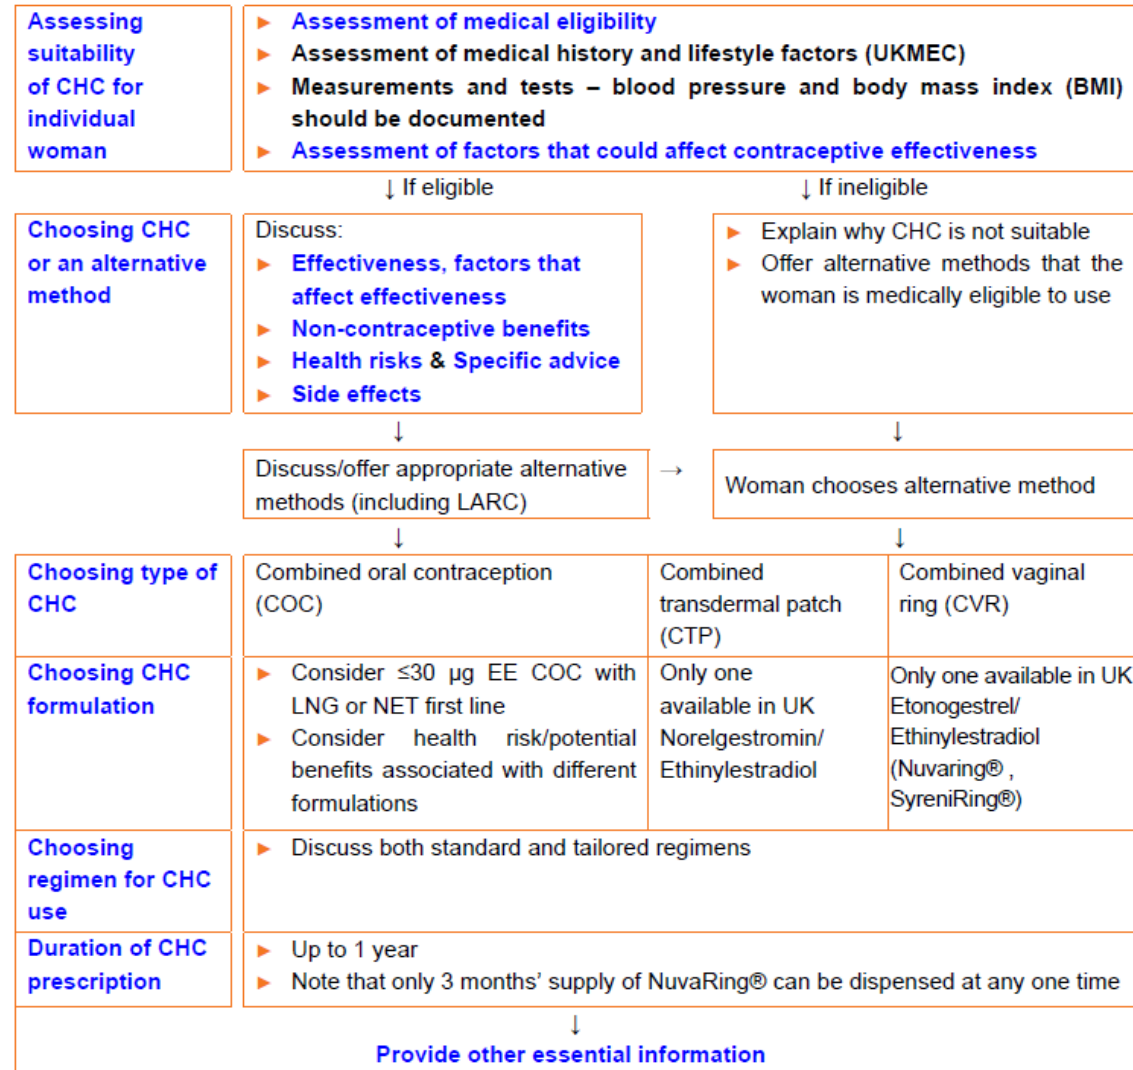 Assessing
suitability
of CHC for
individual
woman
► Assessment of medical eligibility
► Assessment of medical history and lifestyle factors (UKMEC)
► Measurements and tests – blood pressure and body mass index (BMI)
should be documented
► Assessment of factors that could affect contraceptive effectiveness
↓ If eligible
↓ If ineligible
Choosing CHC
or an alternative
method
Discuss:
► Effectiveness, factors that
affect effectiveness
► Non-contraceptive benefits
► Health risks & Specific advice
► Side effects
► Explain why CHC is not suitable
► Offer alternative methods that the
woman is medically eligible to use
↓
↓
Discuss/offer appropriate alternative
methods (including LARC)
→
Woman chooses alternative method
↓
↓
Choosing type of
CHC
Combined oral contraception
(COC)
Combined
transdermal patch
(CTP)
Combined vaginal
ring (CVR)
Choosing CHC
formulation
► Consider ≤30 μg EE COC with
LNG or NET first line
► Consider health risk/potential
benefits associated with different
formulations
Only one
available in UK
Norelgestromin/
Ethinylestradiol
Only one available in UK
Etonogestrel/
Ethinylestradiol
(Nuvaring® ,
SyreniRing®)
Choosing
regimen for CHC
use
► Discuss both standard and tailored regimens
Duration of CHC
prescription
► Up to 1 year
► Note that only 3 months’ supply of NuvaRing® can be dispensed at any one time
↓
Provide other essential information